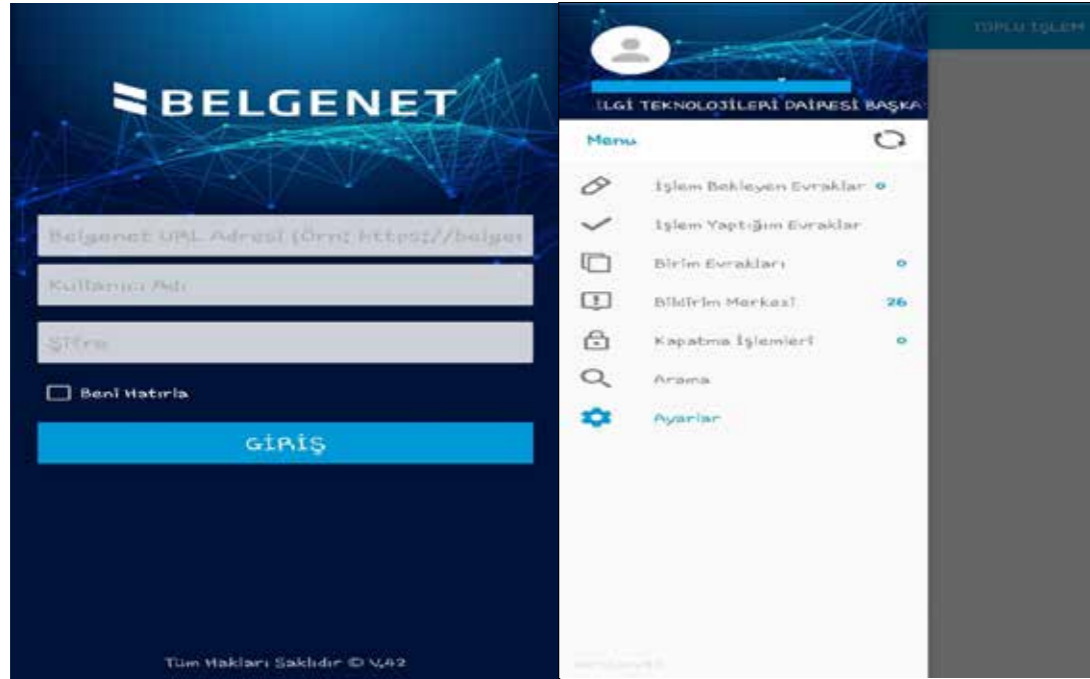 BELGENET
Belgenet URL Adresi (Örn: https://belgen
Kullanıcı Adı
Şifre
Beni Hatırla
GİRİŞ
Tüm Hakları Saklıdır © V.42
TOPLU İŞLEM
İLGİ TEKNOLOJİLERİ DAİRESİ BAŞKA
Menu
İşlem Bekleyen Evraklar 0
İşlem Yaptığım Evraklar
Birim Evrakları 0
Bildirim Merkezi 26
Kapatma İşlemleri 0
Arama
Ayarlar